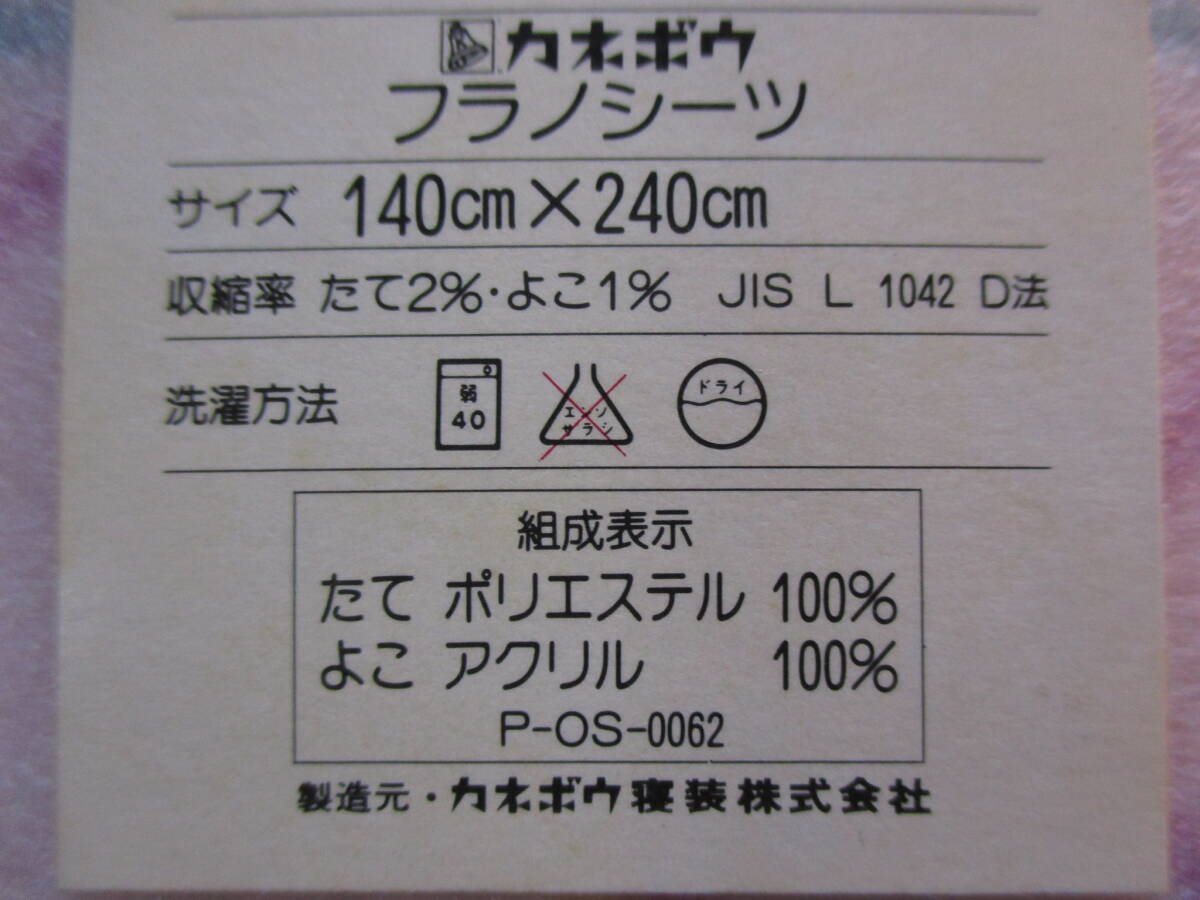 カネボウ
フラノシーツ
サイズ 140cm×240cm
収縮率 たて2%・よこ1% JIS L 1042 D法
洗濯方法
弱
40
エンソ
サラシ
ドライ
組成表示
たて ポリエステル 100%
よこ アクリル 100%
P-OS-0062
製造元・カネボウ寝装株式会社